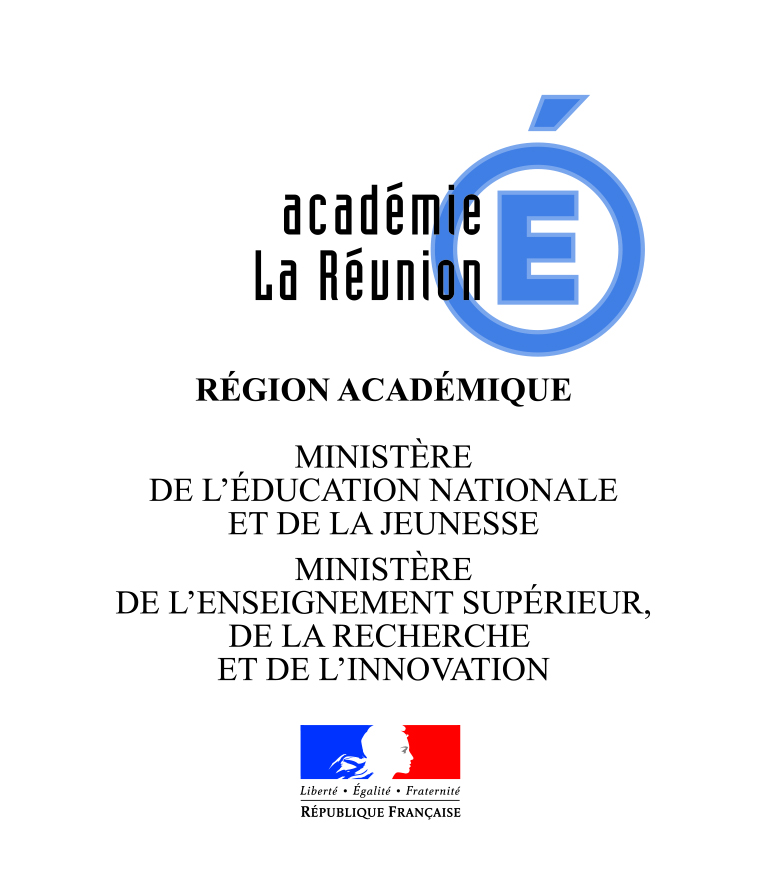 académie
La Réunion
É
RÉGION ACADÉMIQUE
MINISTÈRE
DE L’ÉDUCATION NATIONALE
ET DE LA JEUNESSE
MINISTÈRE
DE L’ENSEIGNEMENT SUPÉRIEUR,
DE LA RECHERCHE
ET DE L’INNOVATION
Liberté • Égalité • Fraternité
RÉPUBLIQUE FRANÇAISE